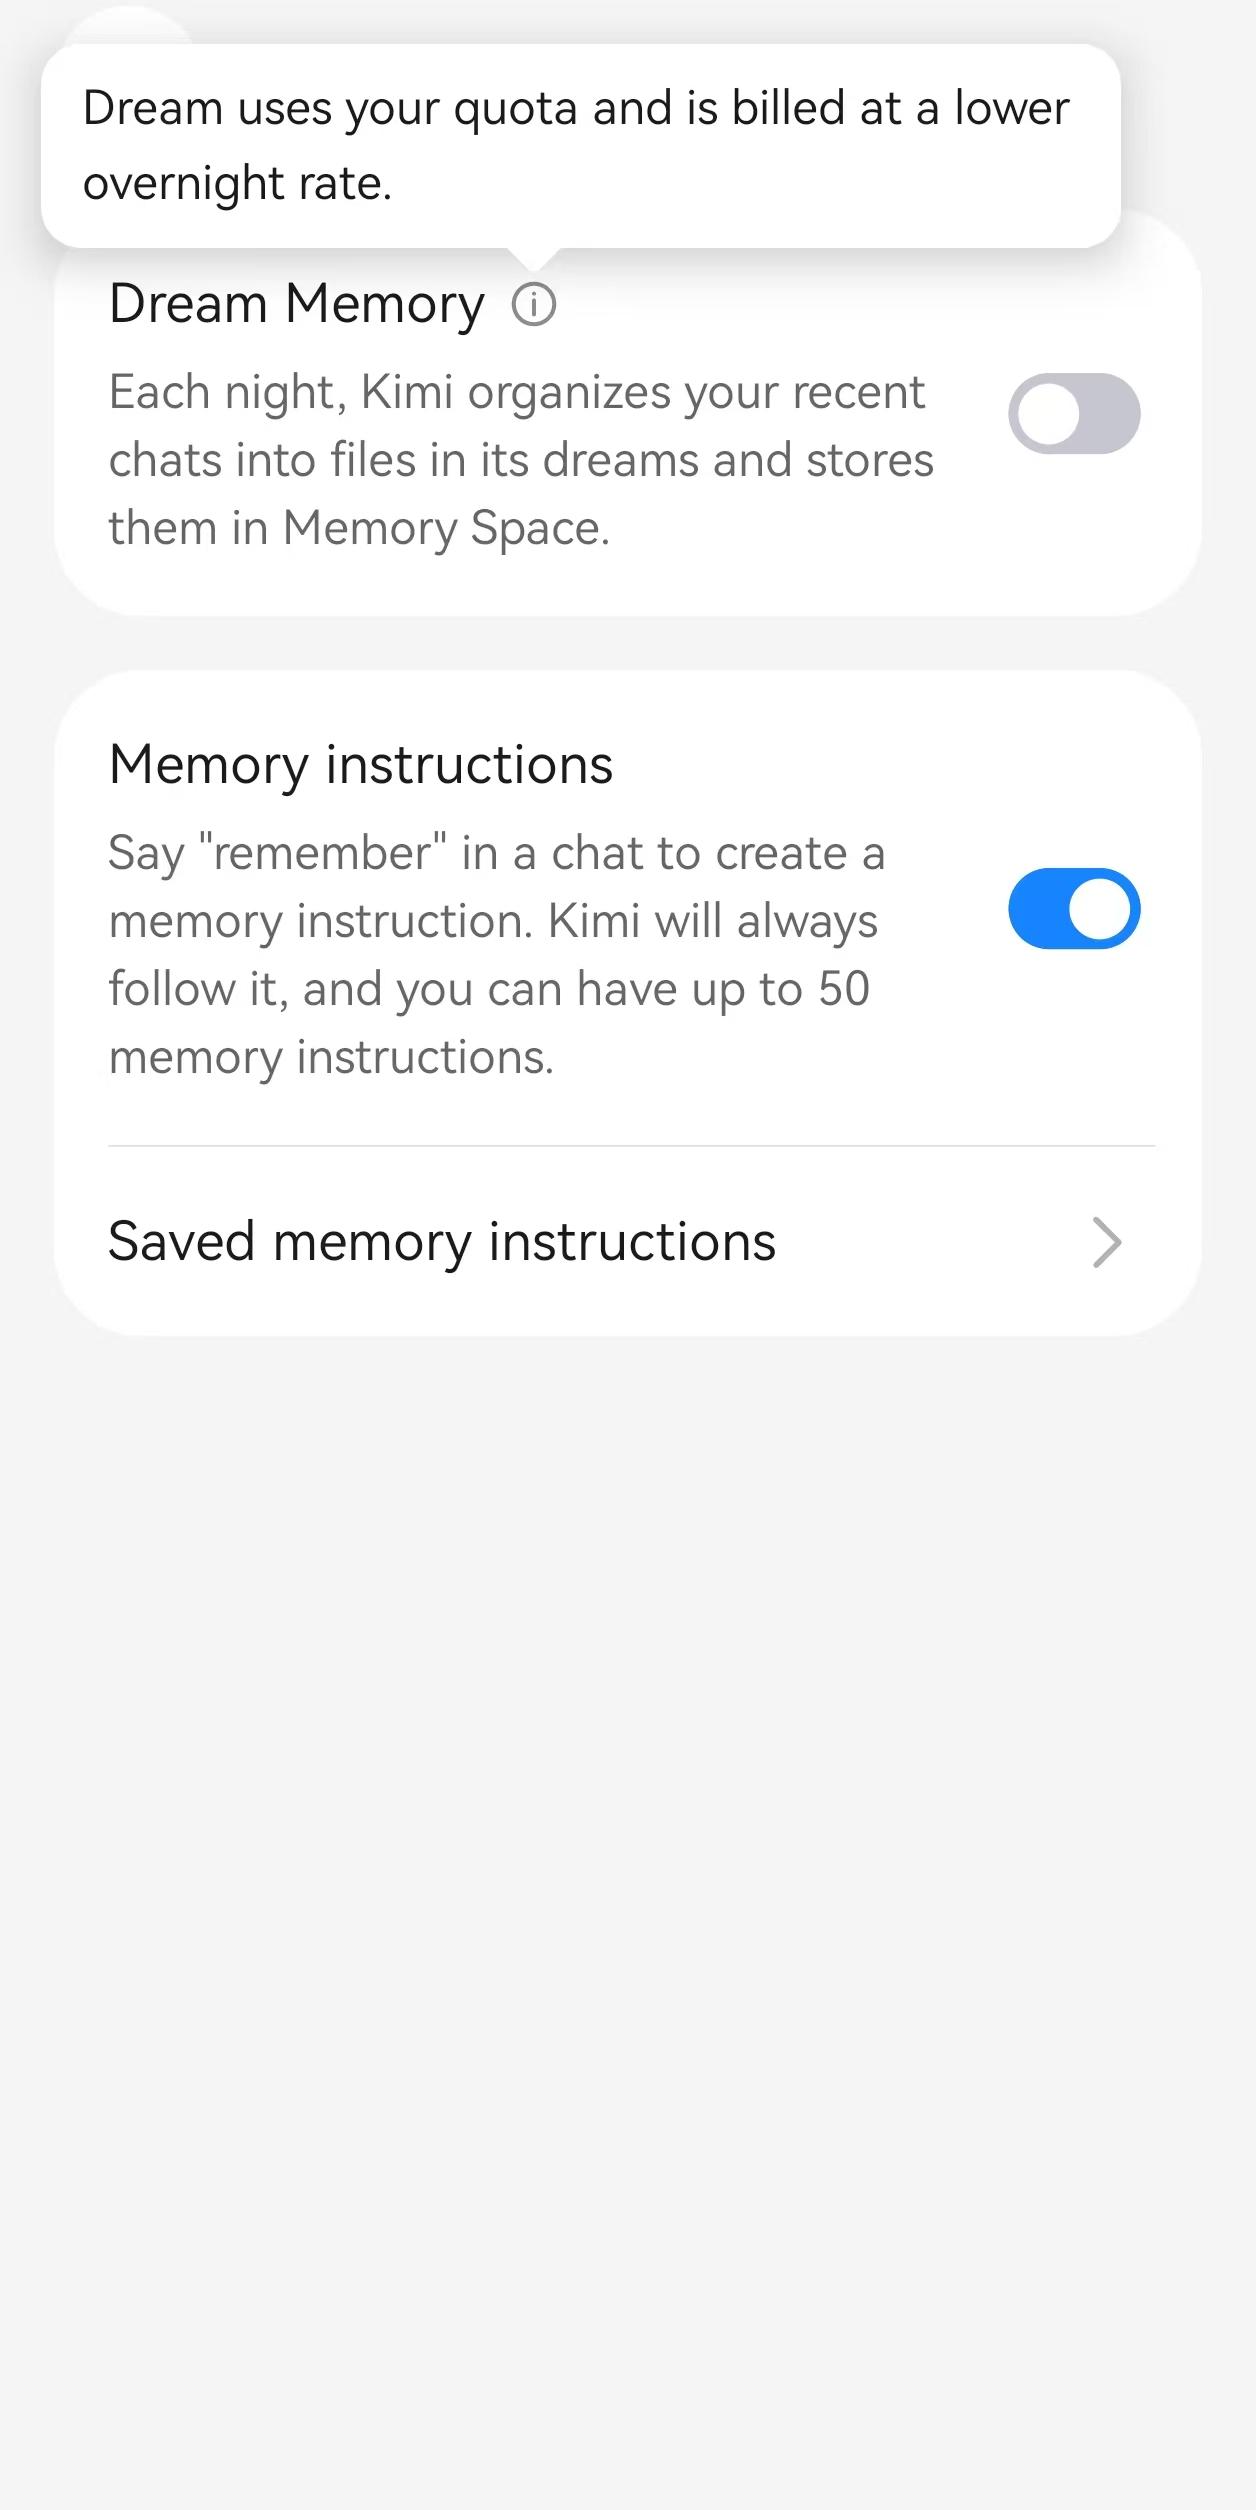 Dream uses your quota and is billed at a lower
overnight rate.
Dream Memory
Each night, Kimi organizes your recent
chats into files in its dreams and stores
them in Memory Space.
Memory instructions
Say "remember" in a chat to create a
memory instruction. Kimi will always
follow it, and you can have up to 50
memory instructions.
Saved memory instructions